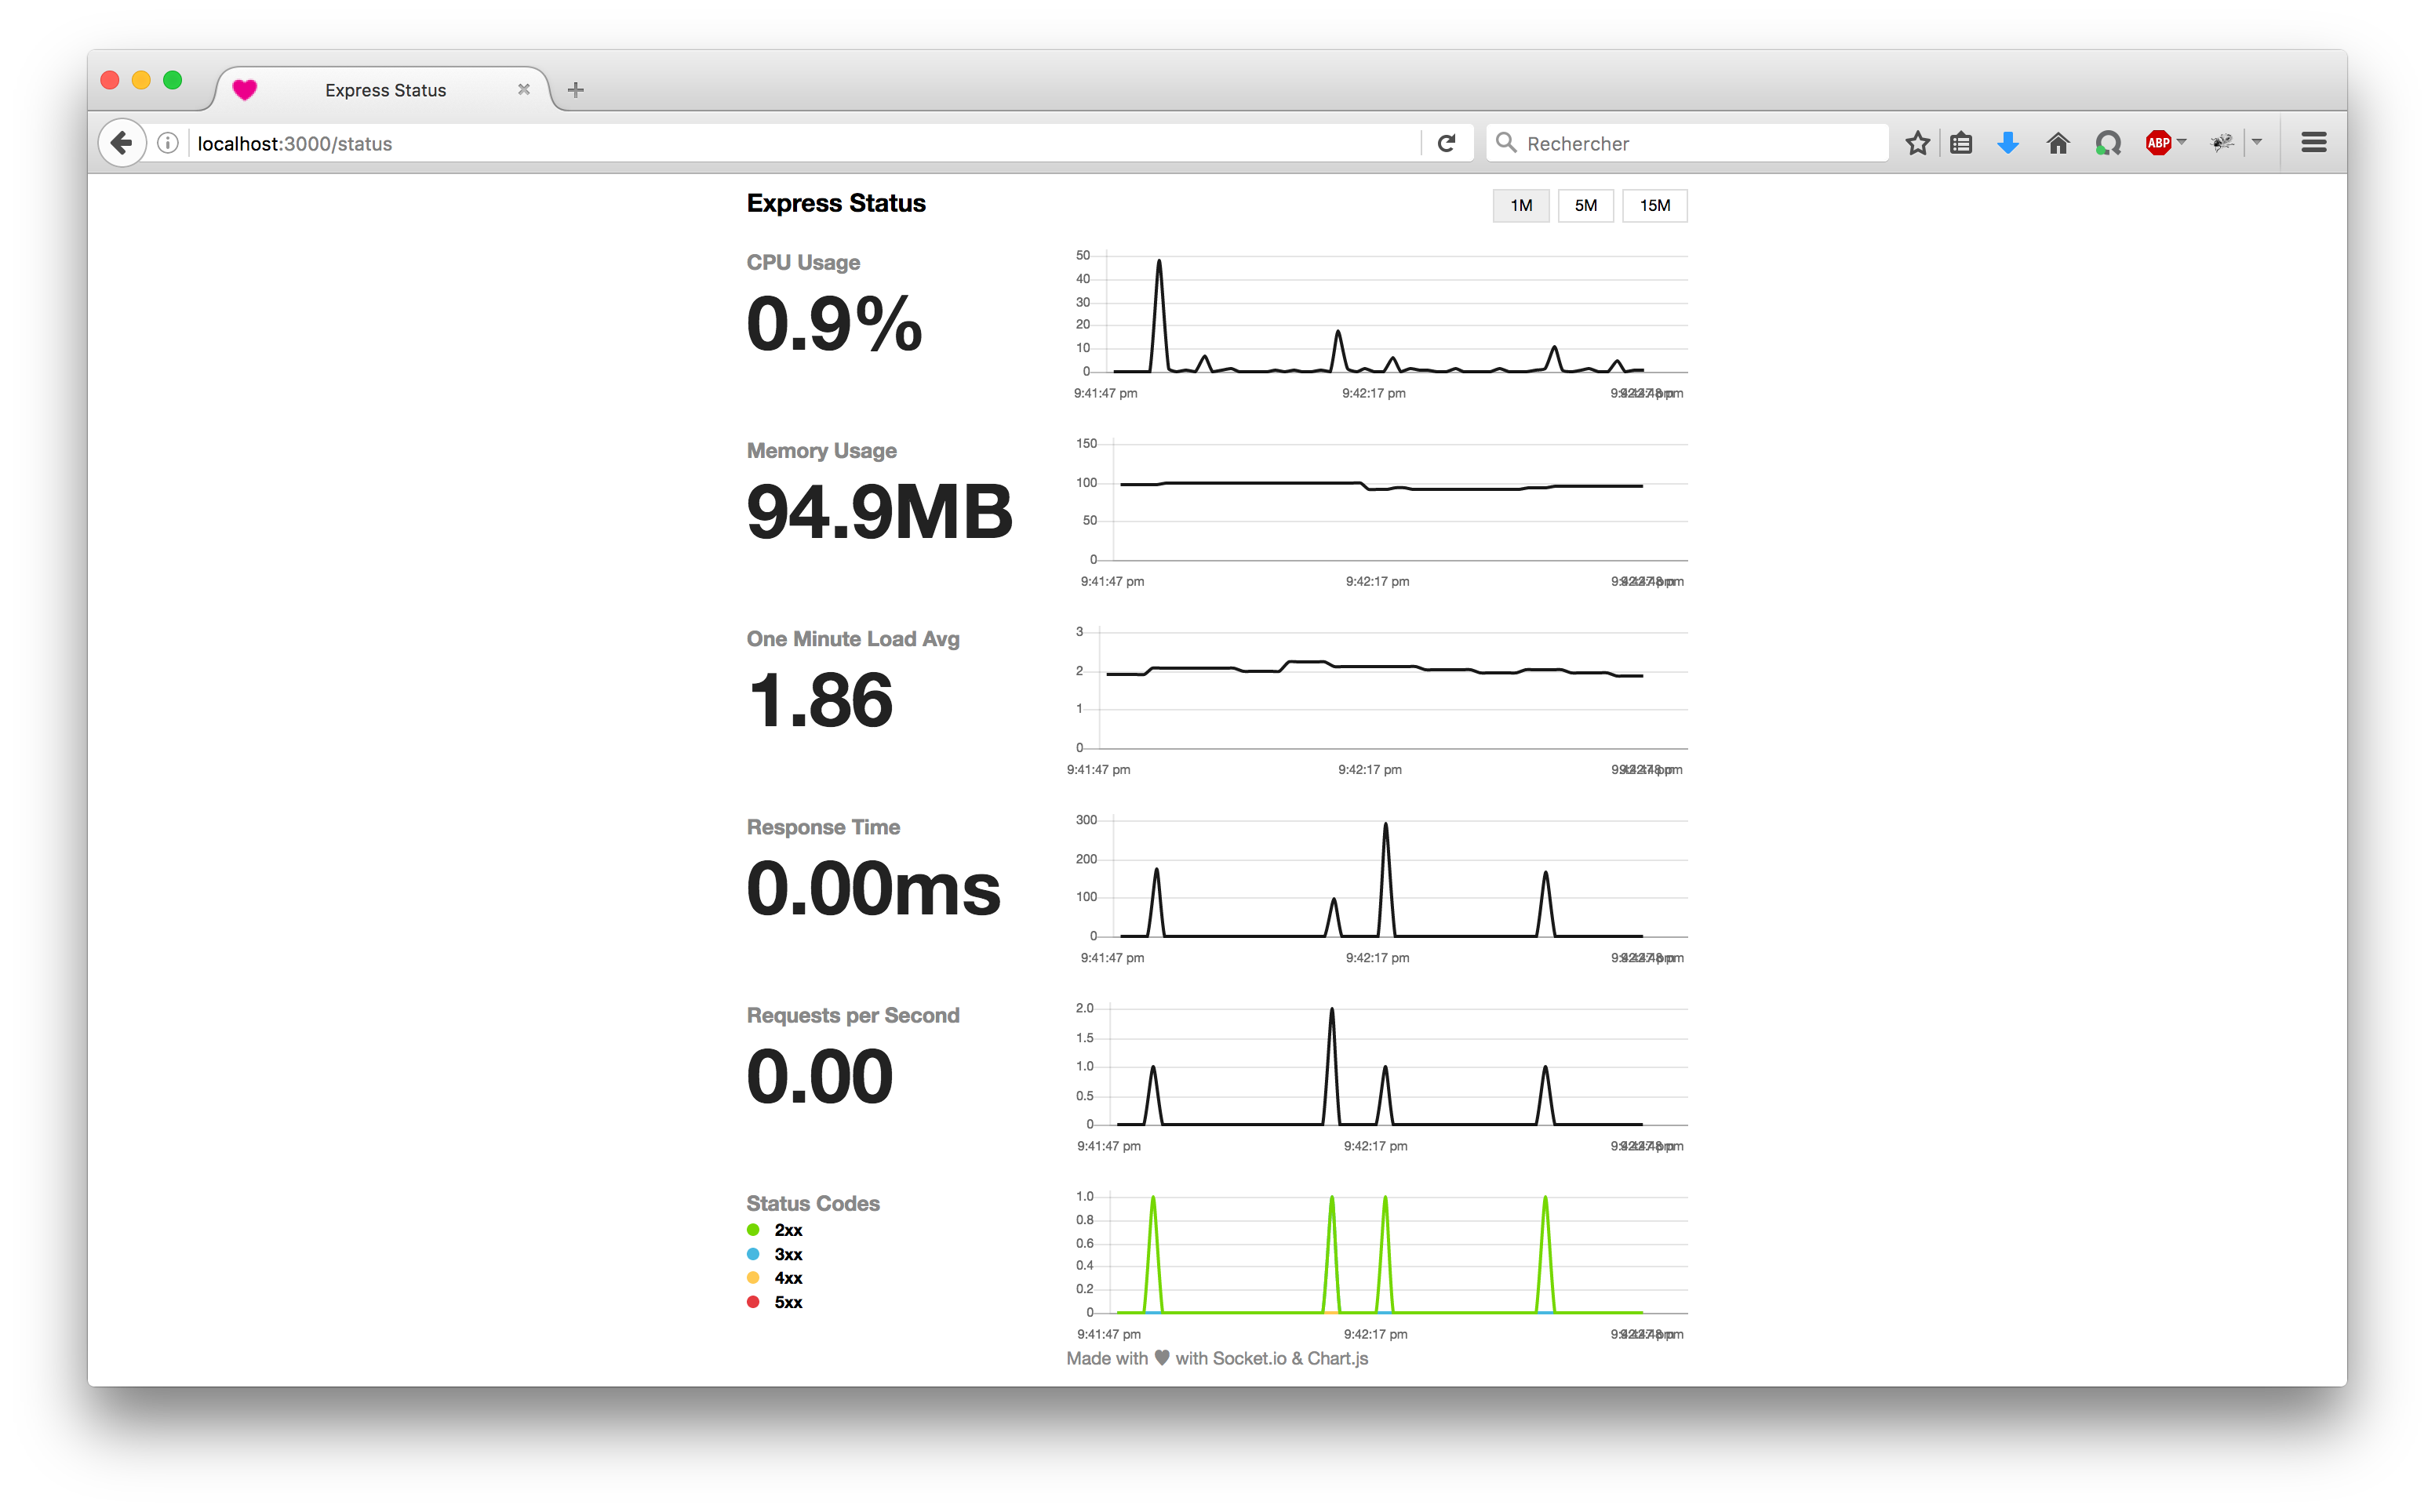 Express Status
localhost:3000/status
Rechercher
ABP
Express Status
1M 5M 15M
CPU Usage
0.9%
50
40
30
20
10
0
9:41:47 pm 9:42:17 pm
Memory Usage
94.9MB
150
100
50
0
9:41:47 pm 9:42:17 pm
One Minute Load Avg
1.86
3
2
1
0
9:41:47 pm 9:42:17 pm
Response Time
0.00ms
300
200
100
0
9:41:47 pm 9:42:17 pm
Requests per Second
0.00
2.0
1.5
1.0
0.5
0
9:41:47 pm 9:42:17 pm
Status Codes
2xx
3xx
4xx
5xx
1.0
0.8
0.6
0.4
0.2
0
9:41:47 pm 9:42:17 pm
Made with ♥ with Socket.io & Chart.js